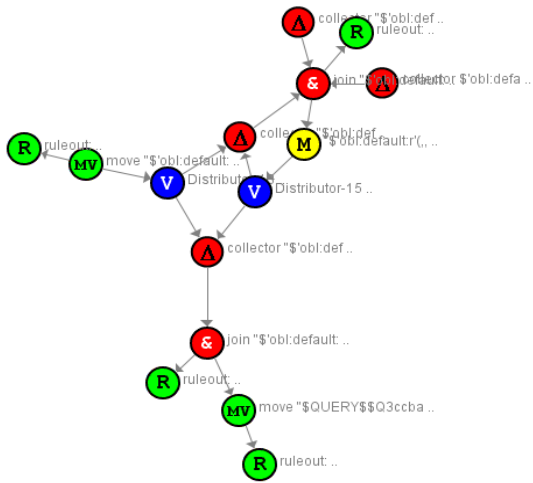 Δ collector "$'obl:def ..
R ruleout: ..
& join "$'obl:default: ..
Δ collector $'obl:defa ..
Δ collector "$'obl:def ..
M $'obl:default:r'(,, ..
R ruleout: ..
MV move "$'obl:default: ..
V Distributor-15
V Distributor-15 ..
Δ collector "$'obl:def ..
& join "$'obl:default: ..
R ruleout: ..
MV move "$QUERY$$Q3ccba ..
R ruleout: ..